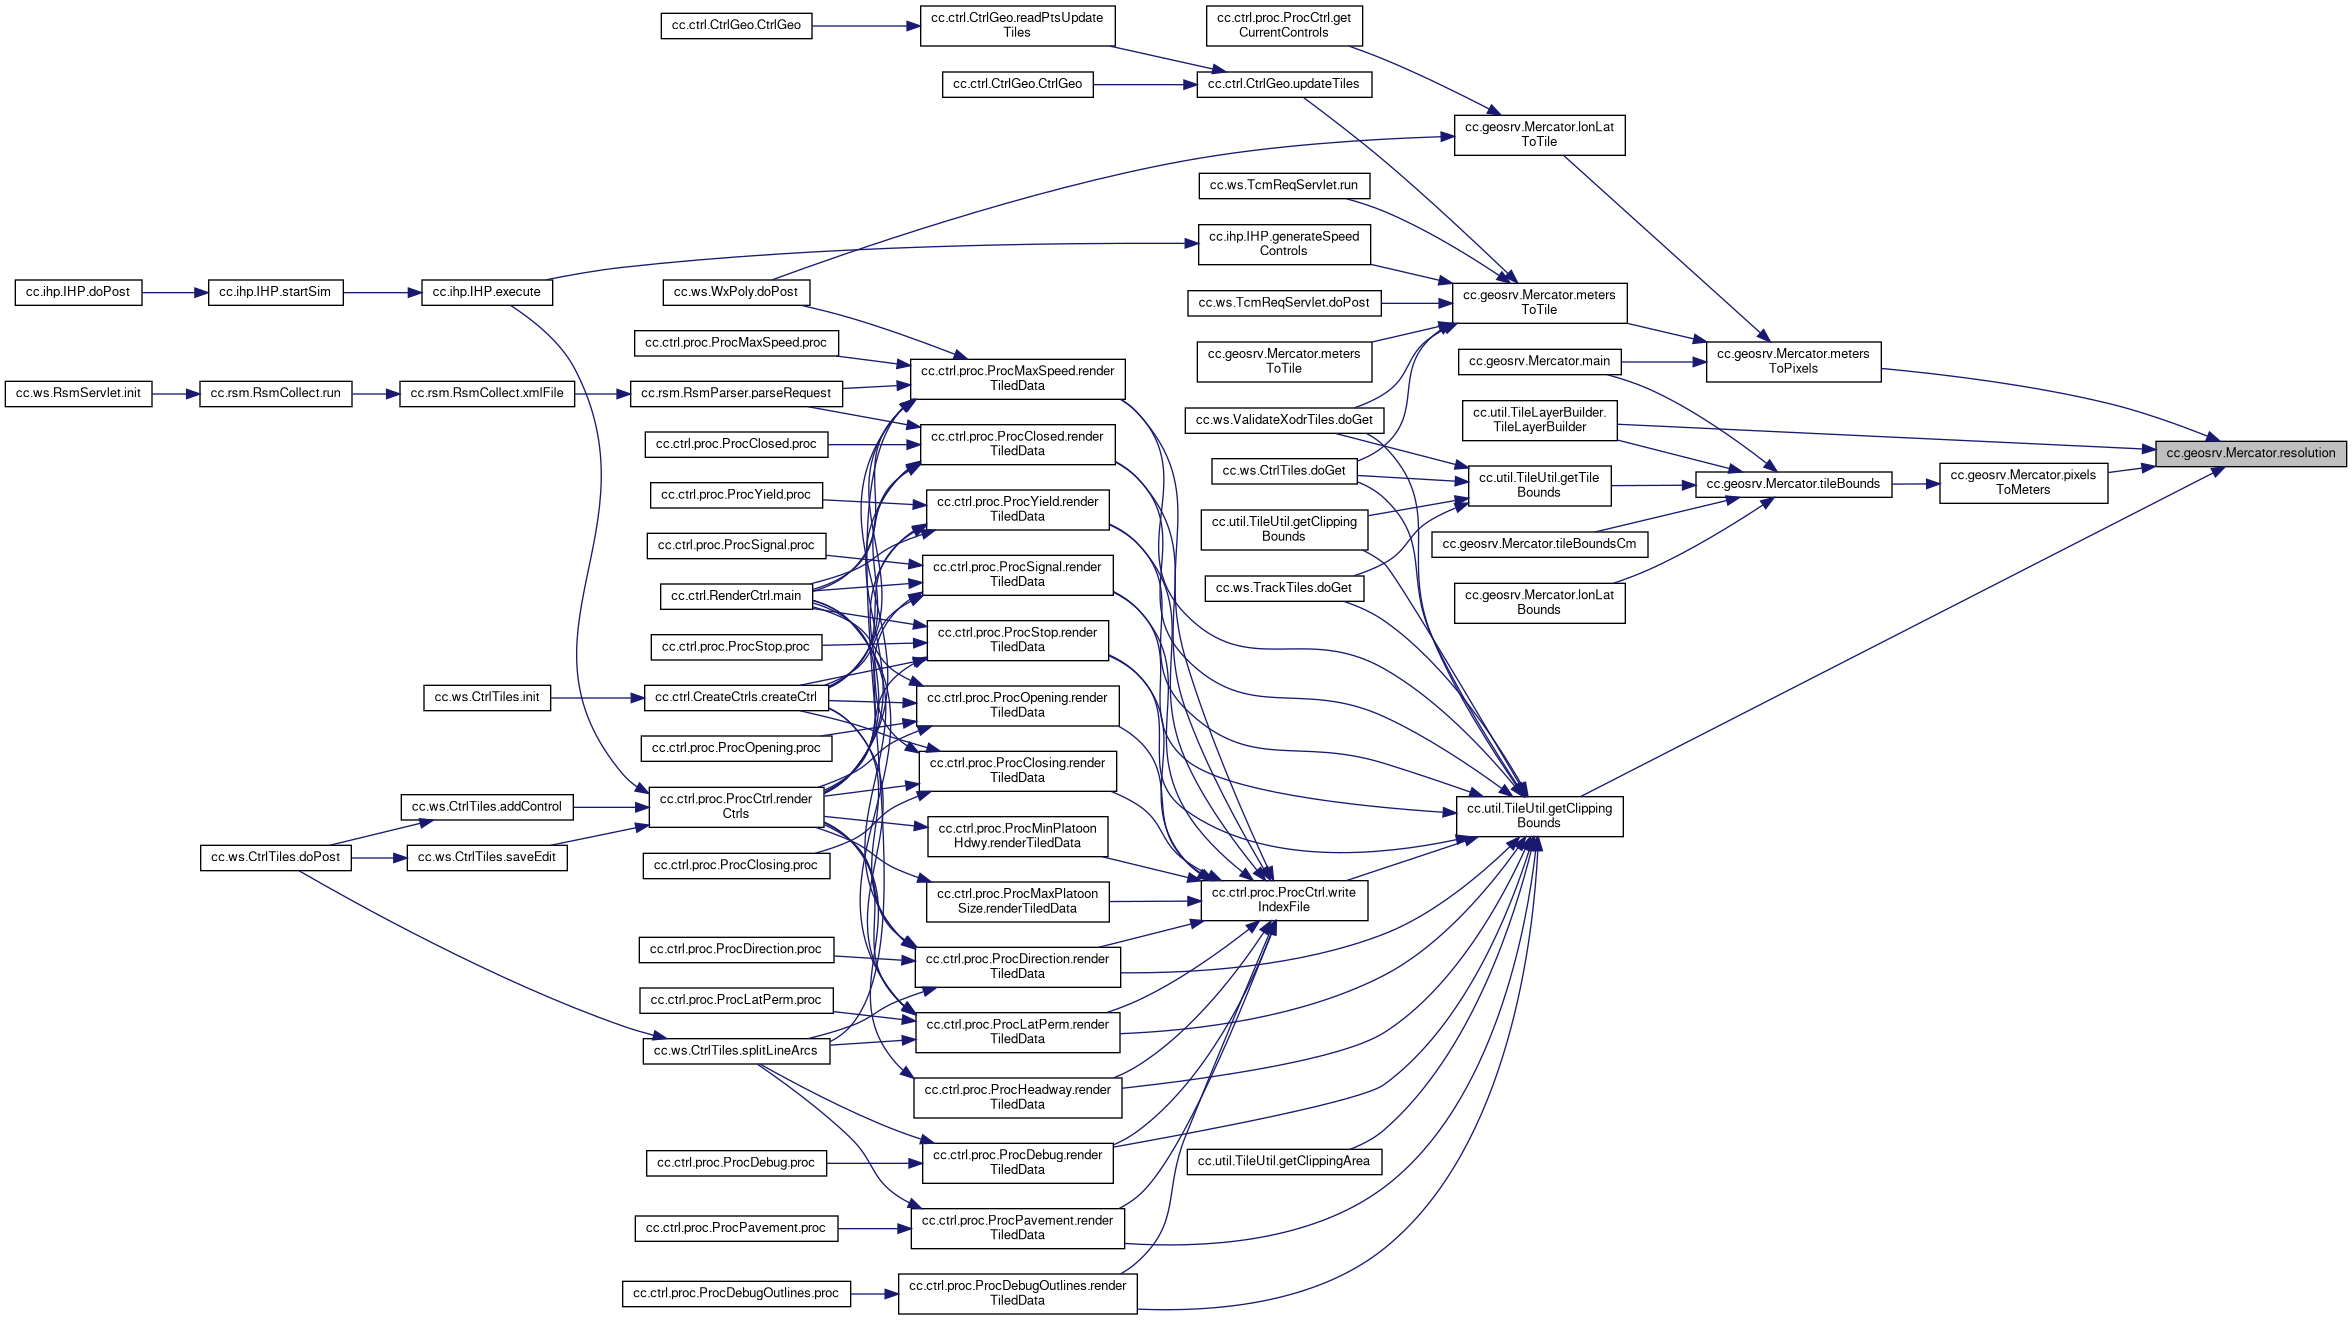 cc.ctrl.CtrlGeo.CtrlGeo
cc.ctrl.CtrlGeo.readPtsUpdate
Tiles
cc.ctrl.proc.ProcCtrl.get
CurrentControls
cc.ctrl.CtrlGeo.CtrlGeo
cc.ctrl.CtrlGeo.updateTiles
cc.geosrv.Mercator.lonLat
ToTile
cc.ws.TcmReqServlet.run
cc.ihp.IHP.generateSpeed
Controls
cc.ihp.IHP.doPost
cc.ihp.IHP.startSim
cc.ihp.IHP.execute
cc.ws.WxPoly.doPost
cc.ws.TcmReqServlet.doPost
cc.geosrv.Mercator.meters
ToTile
cc.ctrl.proc.ProcMaxSpeed.proc
cc.geosrv.Mercator.meters
ToTile
cc.geosrv.Mercator.main
cc.geosrv.Mercator.meters
ToPixels
cc.ctrl.proc.ProcMaxSpeed.render
TiledData
cc.ws.RsmServlet.init
cc.rsm.RsmCollect.run
cc.rsm.RsmCollect.xmlFile
cc.rsm.RsmParser.parseRequest
cc.ws.ValidateXodrTiles.doGet
cc.util.TileLayerBuilder.
TileLayerBuilder
cc.ctrl.proc.ProcClosed.proc
cc.ctrl.proc.ProcClosed.render
TiledData
cc.geosrv.Mercator.resolution
cc.ws.CtrlTiles.doGet
cc.util.TileUtil.getTile
Bounds
cc.geosrv.Mercator.tileBounds
cc.geosrv.Mercator.pixels
ToMeters
cc.ctrl.proc.ProcYield.proc
cc.ctrl.proc.ProcYield.render
TiledData
cc.util.TileUtil.getClipping
Bounds
cc.geosrv.Mercator.tileBoundsCm
cc.ctrl.proc.ProcSignal.proc
cc.ctrl.proc.ProcSignal.render
TiledData
cc.ctrl.RenderCtrl.main
cc.ws.TrackTiles.doGet
cc.geosrv.Mercator.lonLat
Bounds
cc.ctrl.proc.ProcStop.proc
cc.ctrl.proc.ProcStop.render
TiledData
cc.ws.CtrlTiles.init
cc.ctrl.CreateCtrls.createCtrl
cc.ctrl.proc.ProcOpening.render
TiledData
cc.ctrl.proc.ProcOpening.proc
cc.ctrl.proc.ProcClosing.render
TiledData
cc.ws.CtrlTiles.addControl
cc.ctrl.proc.ProcCtrl.render
Ctrls
cc.util.TileUtil.getClipping
Bounds
cc.ctrl.proc.ProcMinPlatoon
Hdwy.renderTiledData
cc.ws.CtrlTiles.doPost
cc.ws.CtrlTiles.saveEdit
cc.ctrl.proc.ProcClosing.proc
cc.ctrl.proc.ProcMaxPlatoon
Size.renderTiledData
cc.ctrl.proc.ProcCtrl.write
IndexFile
cc.ctrl.proc.ProcDirection.proc
cc.ctrl.proc.ProcDirection.render
TiledData
cc.ctrl.proc.ProcLatPerm.proc
cc.ctrl.proc.ProcLatPerm.render
TiledData
cc.ws.CtrlTiles.splitLineArcs
cc.ctrl.proc.ProcHeadway.render
TiledData
cc.ctrl.proc.ProcDebug.proc
cc.ctrl.proc.ProcDebug.render
TiledData
cc.util.TileUtil.getClippingArea
cc.ctrl.proc.ProcPavement.proc
cc.ctrl.proc.ProcPavement.render
TiledData
cc.ctrl.proc.ProcDebugOutlines.proc
cc.ctrl.proc.ProcDebugOutlines.render
TiledData